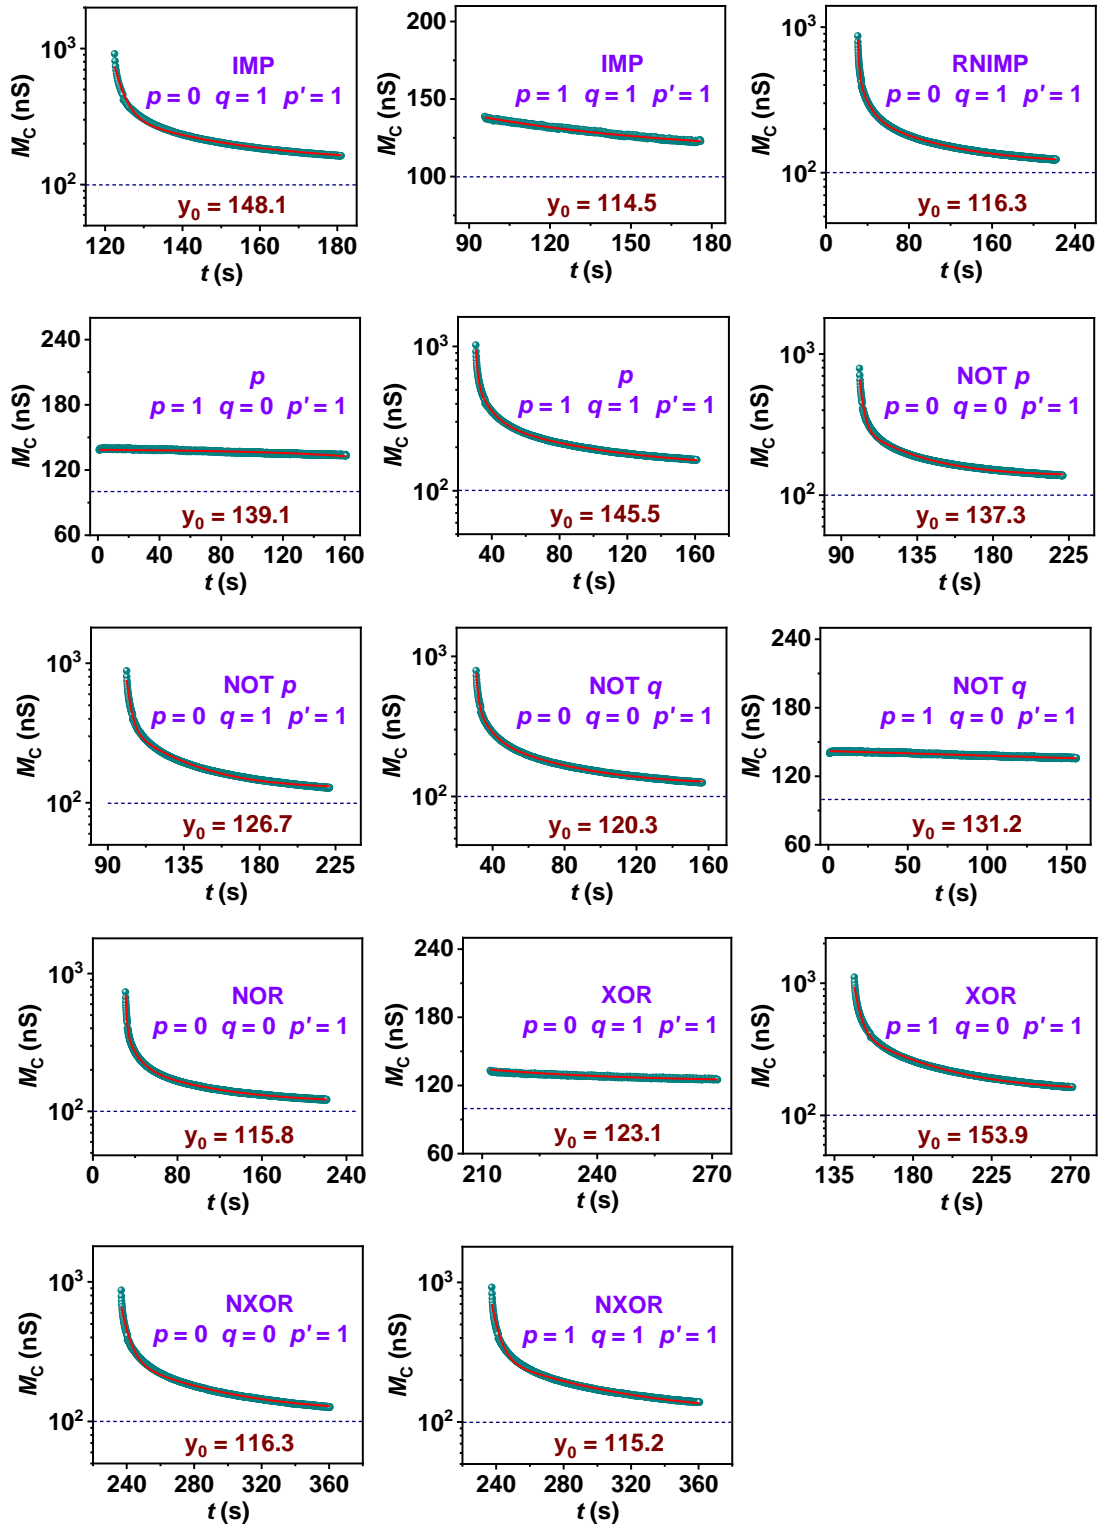 10³
10²
M_C (nS)
IMP
p = 0 q = 1 p' = 1
y₀ = 148.1
120 140 160 180
t (s)
200
150
100
M_C (nS)
IMP
p = 1 q = 1 p' = 1
y₀ = 114.5
90 120 150 180
t (s)
10³
10²
M_C (nS)
RNIMP
p = 0 q = 1 p' = 1
y₀ = 116.3
0 80 160 240
t (s)
240
180
120
60
M_C (nS)
p
p = 1 q = 0 p' = 1
y₀ = 139.1
0 40 80 120 160
t (s)
10³
10²
M_C (nS)
p
p = 1 q = 1 p' = 1
y₀ = 145.5
40 80 120 160
t (s)
10³
10²
M_C (nS)
NOT p
p = 0 q = 0 p' = 1
y₀ = 137.3
90 135 180 225
t (s)
10³
10²
M_C (nS)
NOT p
p = 0 q = 1 p' = 1
y₀ = 126.7
90 135 180 225
t (s)
10³
10²
M_C (nS)
NOT q
p = 0 q = 0 p' = 1
y₀ = 120.3
40 80 120 160
t (s)
240
180
120
60
M_C (nS)
NOT q
p = 1 q = 0 p' = 1
y₀ = 131.2
0 50 100 150
t (s)
10³
10²
M_C (nS)
NOR
p = 0 q = 0 p' = 1
y₀ = 115.8
0 80 160 240
t (s)
240
180
120
60
M_C (nS)
XOR
p = 0 q = 1 p' = 1
y₀ = 123.1
210 240 270
t (s)
10³
10²
M_C (nS)
XOR
p = 1 q = 0 p' = 1
y₀ = 153.9
135 180 225 270
t (s)
10³
10²
M_C (nS)
NXOR
p = 0 q = 0 p' = 1
y₀ = 116.3
240 280 320 360
t (s)
10³
10²
M_C (nS)
NXOR
p = 1 q = 1 p' = 1
y₀ = 115.2
240 280 320 360
t (s)